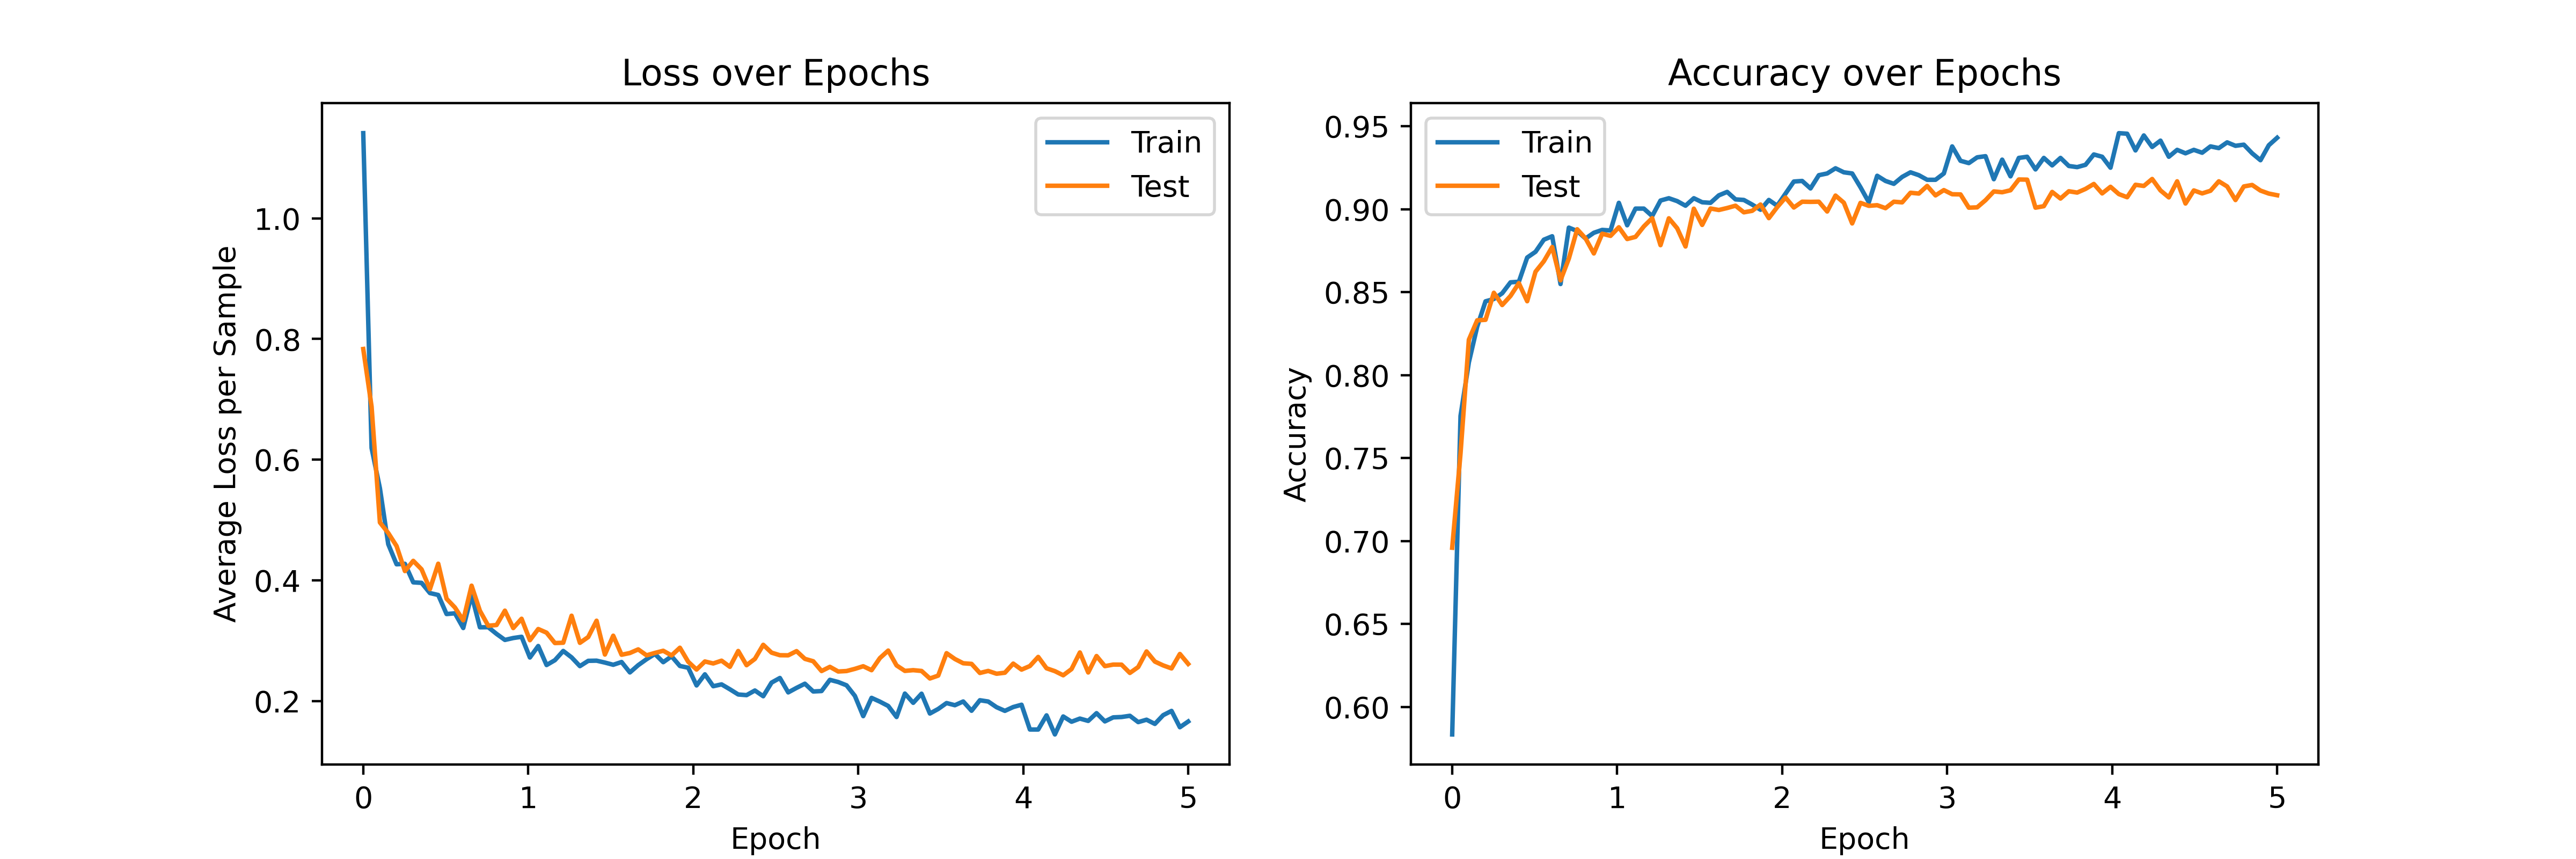 Loss over Epochs
Train
Test
Average Loss per Sample
1.0
0.8
0.6
0.4
0.2
0 1 2 3 4 5
Epoch
Accuracy over Epochs
Train
Test
Accuracy
0.95
0.90
0.85
0.80
0.75
0.70
0.65
0.60
0 1 2 3 4 5
Epoch